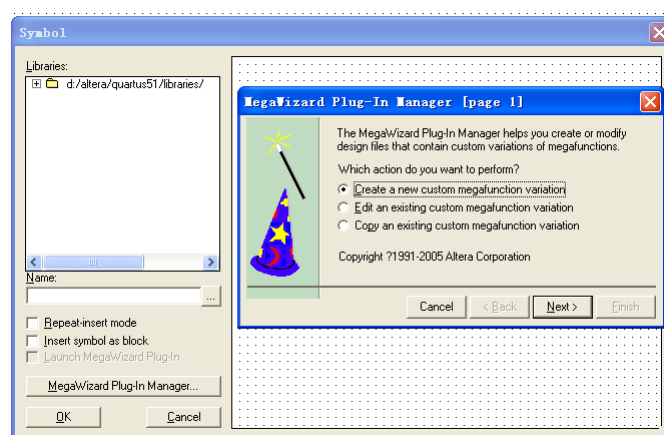 Symbol
Libraries:
d:/altera/quartus51/libraries/
Name:
...
Repeat-insert mode
Insert symbol as block
Launch MegaWizard Plug-In
MegaWizard Plug-In Manager...
OK
Cancel
MegaWizard Plug-In Manager [page 1]
The MegaWizard Plug-In Manager helps you create or modify
design files that contain custom variations of megafunctions.
Which action do you want to perform?
Create a new custom megafunction variation
Edit an existing custom megafunction variation
Copy an existing custom megafunction variation
Copyright ?1991-2005 Altera Corporation
Cancel
< Back
Next >
Finish